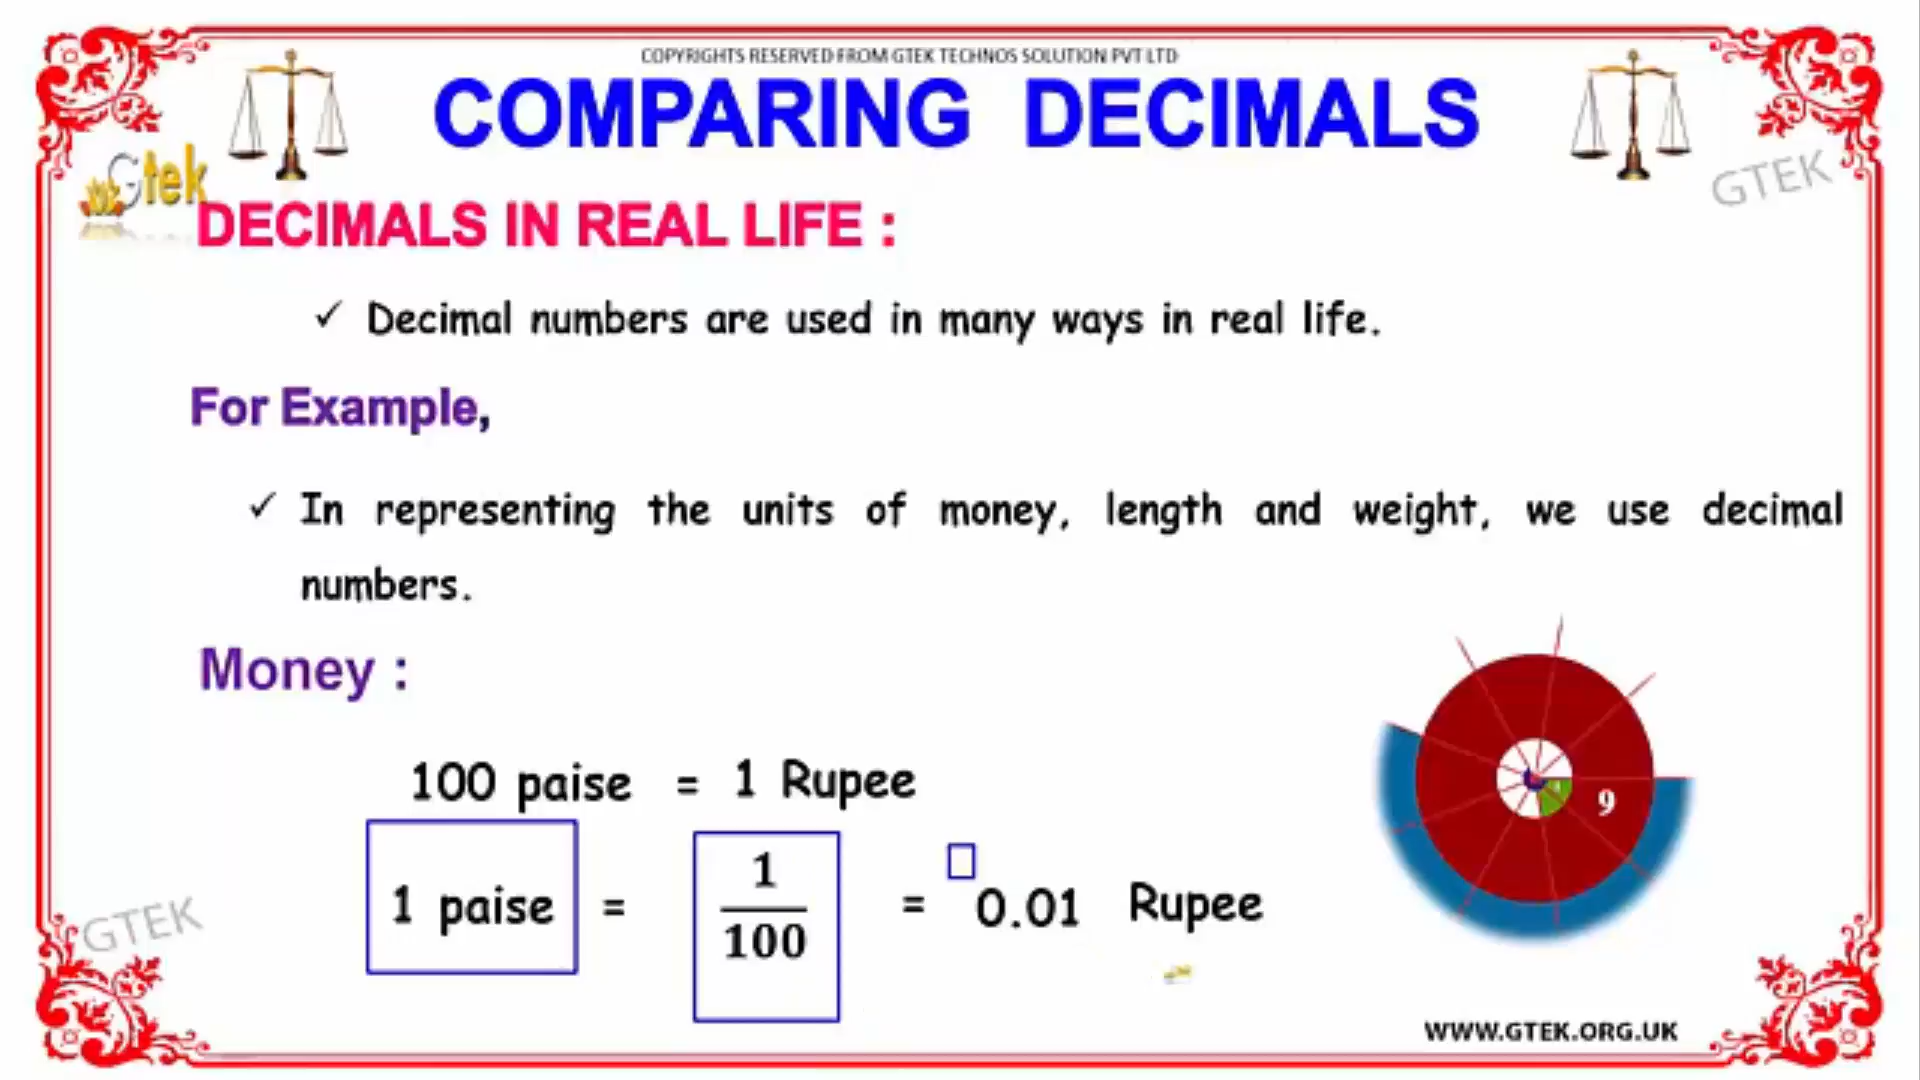 COPYRIGHTS RESERVED FROM GTEK TECHNOS SOLUTION PVT LTD
COMPARING DECIMALS
Gtek
GTEK
DECIMALS IN REAL LIFE :
✓ Decimal numbers are used in many ways in real life.
For Example,
✓ In representing the units of money, length and weight, we use decimal
numbers.
Money :
100 paise = 1 Rupee
1 paise = 1/100 = 0.01 Rupee
9
GTEK
WWW.GTEK.ORG.UK